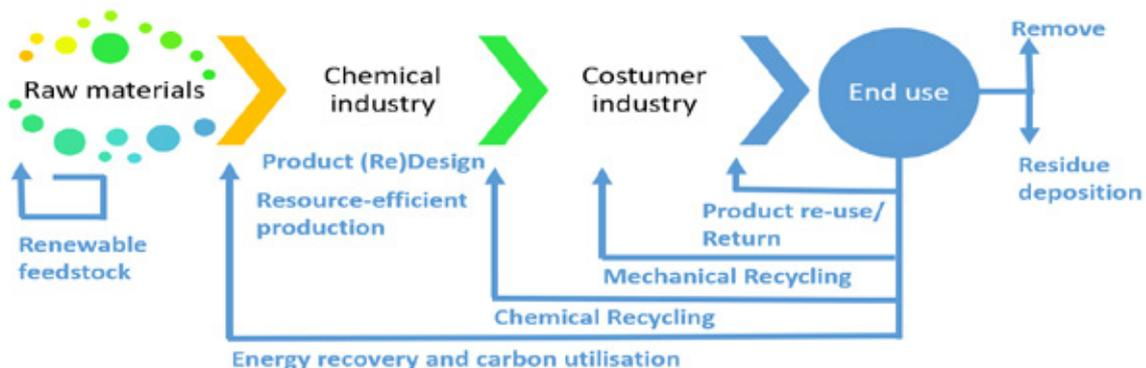 Remove
Raw materials
Chemical
industry
Costumer
industry
End use
Product (Re)Design
Resource-efficient
production
Residue
deposition
Product re-use/
Return
Renewable
feedstock
Mechanical Recycling
Chemical Recycling
Energy recovery and carbon utilisation